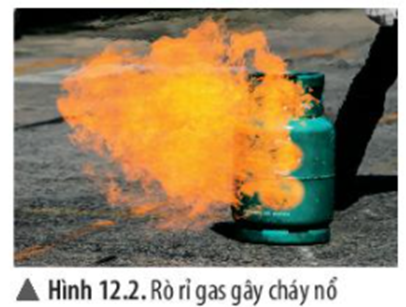 ▲ Hình 12.2. Rò rỉ gas gây cháy nổ